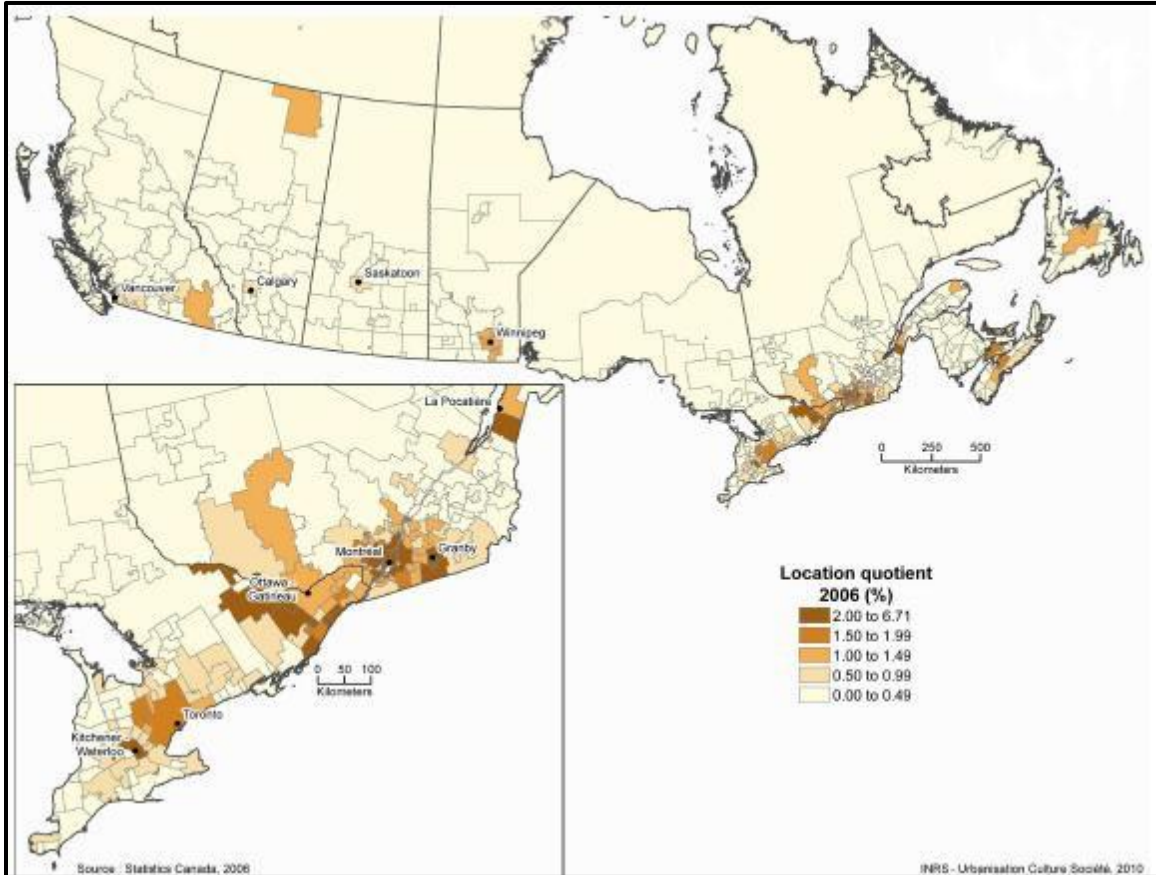 Vancouver
Calgary
Saskatoon
Winnipeg
0 250 500
Kilometers
La Pocatière
Montréal
Granby
Ottawa
Gatineau
0 50 100
Kilometers
Toronto
Kitchener -
Waterloo
Location quotient
2006 (%)
2.00 to 6.71
1.50 to 1.99
1.00 to 1.49
0.50 to 0.99
0.00 to 0.49
Source : Statistics Canada, 2006
INRS - Urbanisation Culture Société, 2010